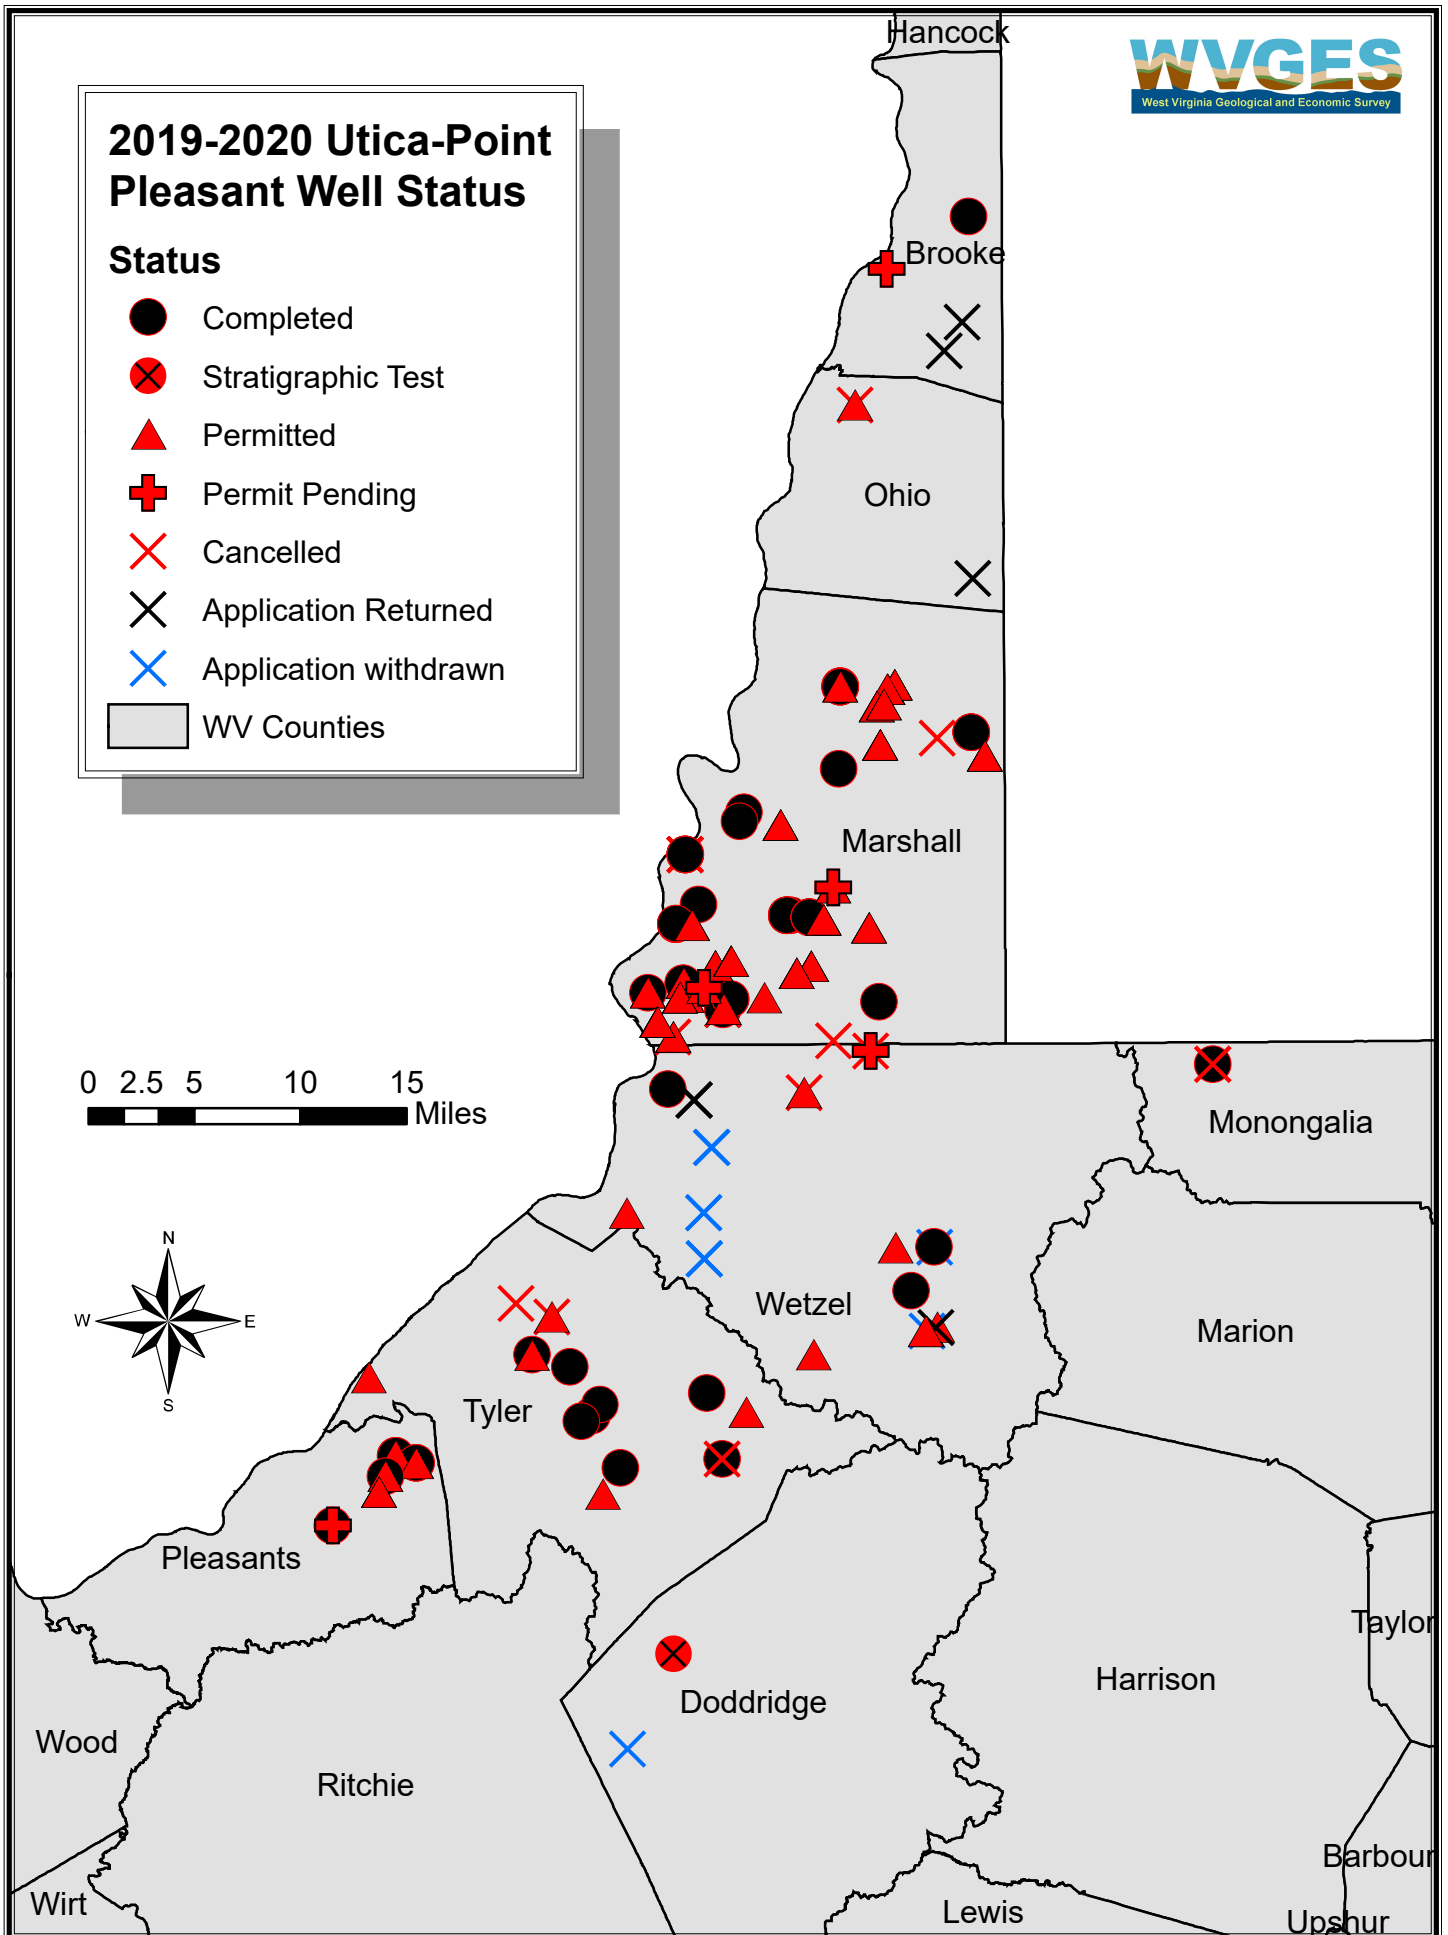 Hancock
WVGES
West Virginia Geological and Economic Survey
2019-2020 Utica-Point
Pleasant Well Status
Status
Completed
Stratigraphic Test
Permitted
Permit Pending
Cancelled
Application Returned
Application withdrawn
WV Counties
Brooke
Ohio
Marshall
0 2.5 5 10 15
Miles
Monongalia
N
W E
S
Wetzel
Marion
Tyler
Pleasants
Taylor
Harrison
Doddridge
Wood
Ritchie
Barbour
Wirt
Lewis
Upshur